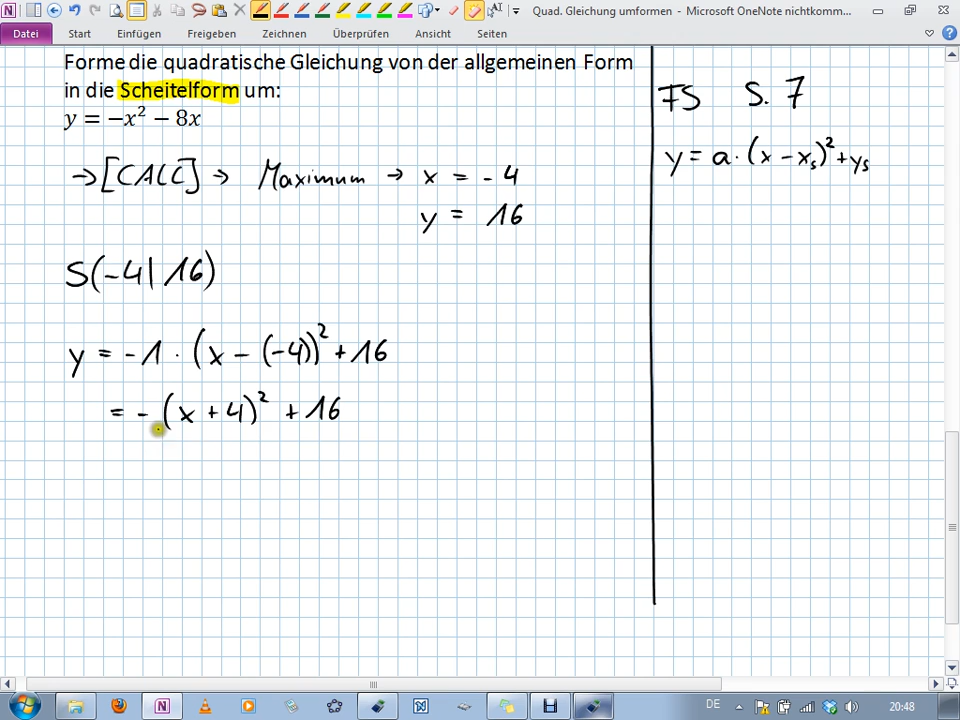 Quad. Gleichung umformen - Microsoft OneNote nichtkomm...
Datei Start Einfügen Freigeben Zeichnen Überprüfen Ansicht Seiten
Forme die quadratische Gleichung von der allgemeinen Form
in die Scheitelform um:
y = −x² − 8x
→ [CALC] → Maximum → x = -4
y = 16
S(-4| 16)
y = -1 · (x - (-4))² + 16
= - (x + 4)² + 16
FS S. 7
y = a · (x - xₛ)² + yₛ
DE 20:48